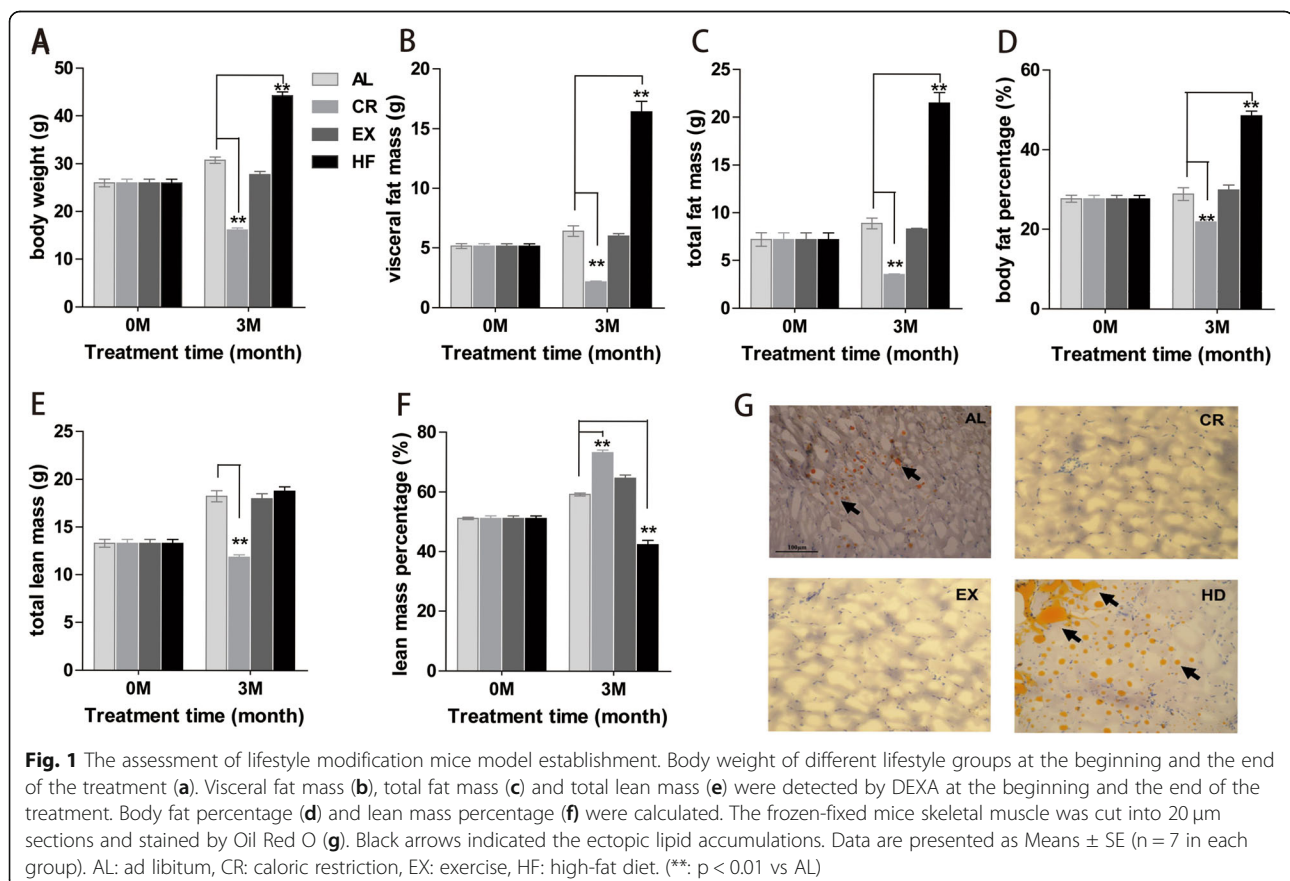 A
body weight (g)
50
40
30
20
10
0
**
**
0M
3M
Treatment time (month)
AL
CR
EX
HF
B
visceral fat mass (g)
20
15
10
5
0
**
**
0M
3M
Treatment time (month)
C
total fat mass (g)
25
20
15
10
5
0
**
**
0M
3M
Treatment time (month)
D
body fat percentage (%)
60
40
20
0
**
**
0M
3M
Treatment time (month)
E
total lean mass (g)
25
20
15
10
5
0
**
0M
3M
Treatment time (month)
F
lean mass percentage (%)
80
60
40
20
0
**
**
0M
3M
Treatment time (month)
G
AL
100μm
CR
EX
HD
Fig. 1 The assessment of lifestyle modification mice model establishment. Body weight of different lifestyle groups at the beginning and the end
of the treatment (a). Visceral fat mass (b), total fat mass (c) and total lean mass (e) were detected by DEXA at the beginning and the end of the
treatment. Body fat percentage (d) and lean mass percentage (f) were calculated. The frozen-fixed mice skeletal muscle was cut into 20 μm
sections and stained by Oil Red O (g). Black arrows indicated the ectopic lipid accumulations. Data are presented as Means ± SE (n = 7 in each
group). AL: ad libitum, CR: caloric restriction, EX: exercise, HF: high-fat diet. (**: p < 0.01 vs AL)